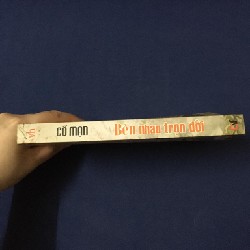 CỐ MẠN
Bên nhau trọn đời